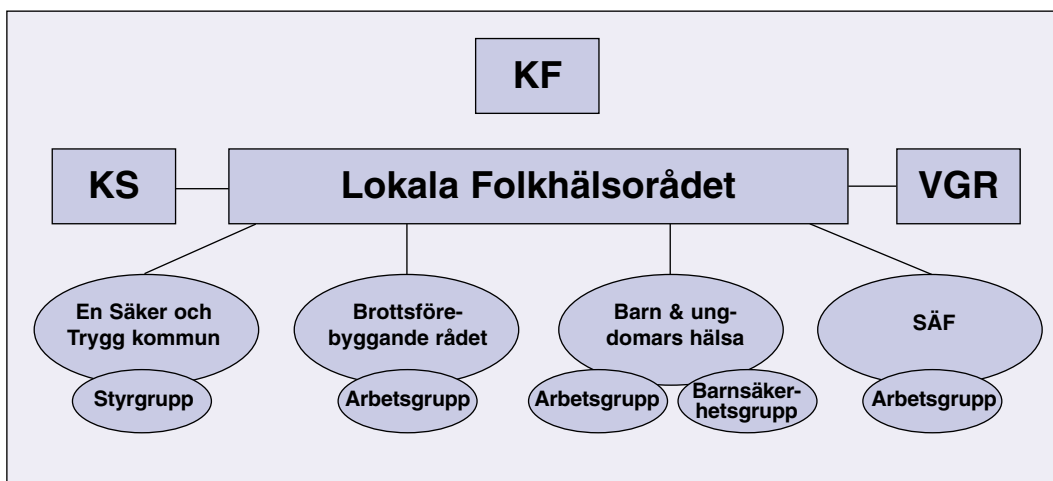 KF
KS
Lokala Folkhälsorådet
VGR
En Säker och
Trygg kommun
Styrgrupp
Brottsföre-
byggande rådet
Arbetsgrupp
Barn & ung-
domars hälsa
Arbetsgrupp
Barnsäker-
hetsgrupp
SÄF
Arbetsgrupp